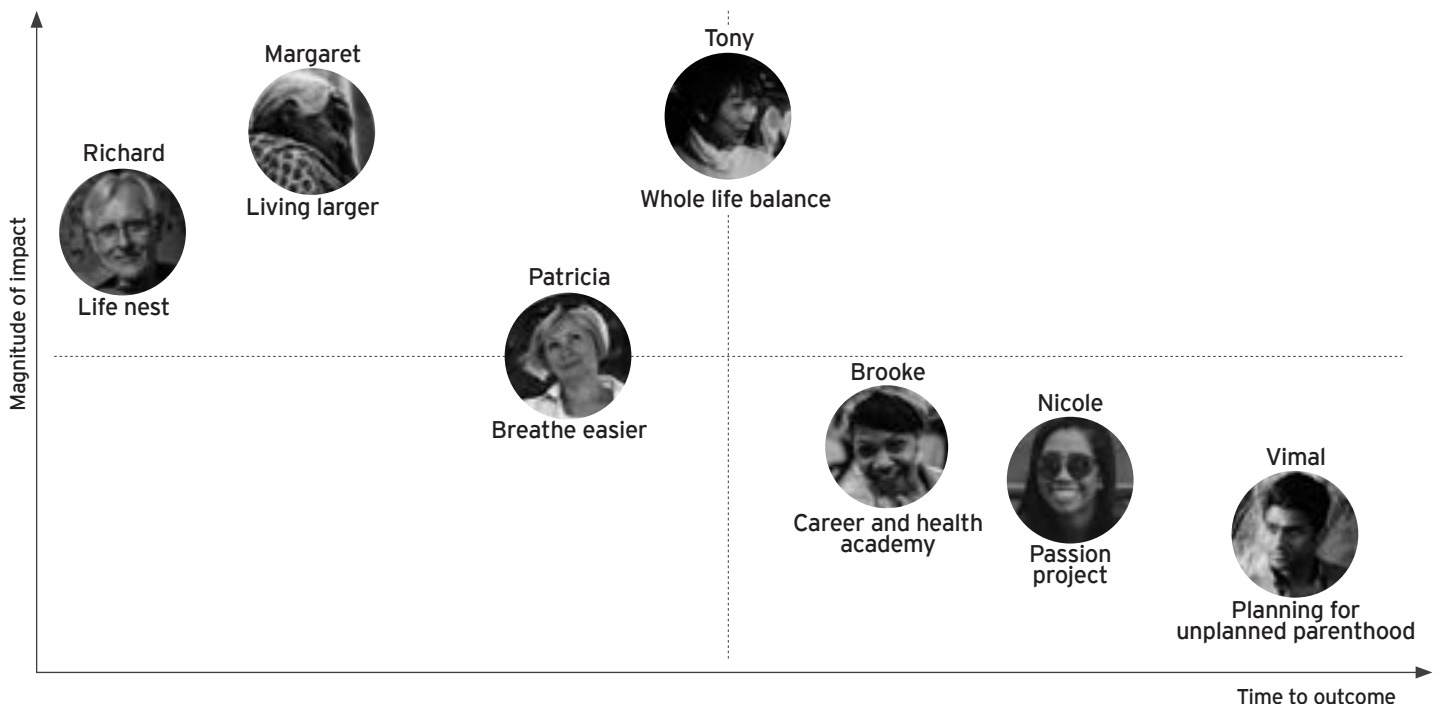 Tony
Margaret
Richard
Whole life balance
Living larger
Patricia
Life nest
Magnitude of impact
Brooke
Nicole
Breathe easier
Vimal
Career and health
academy
Passion
project
Planning for
unplanned parenthood
Time to outcome